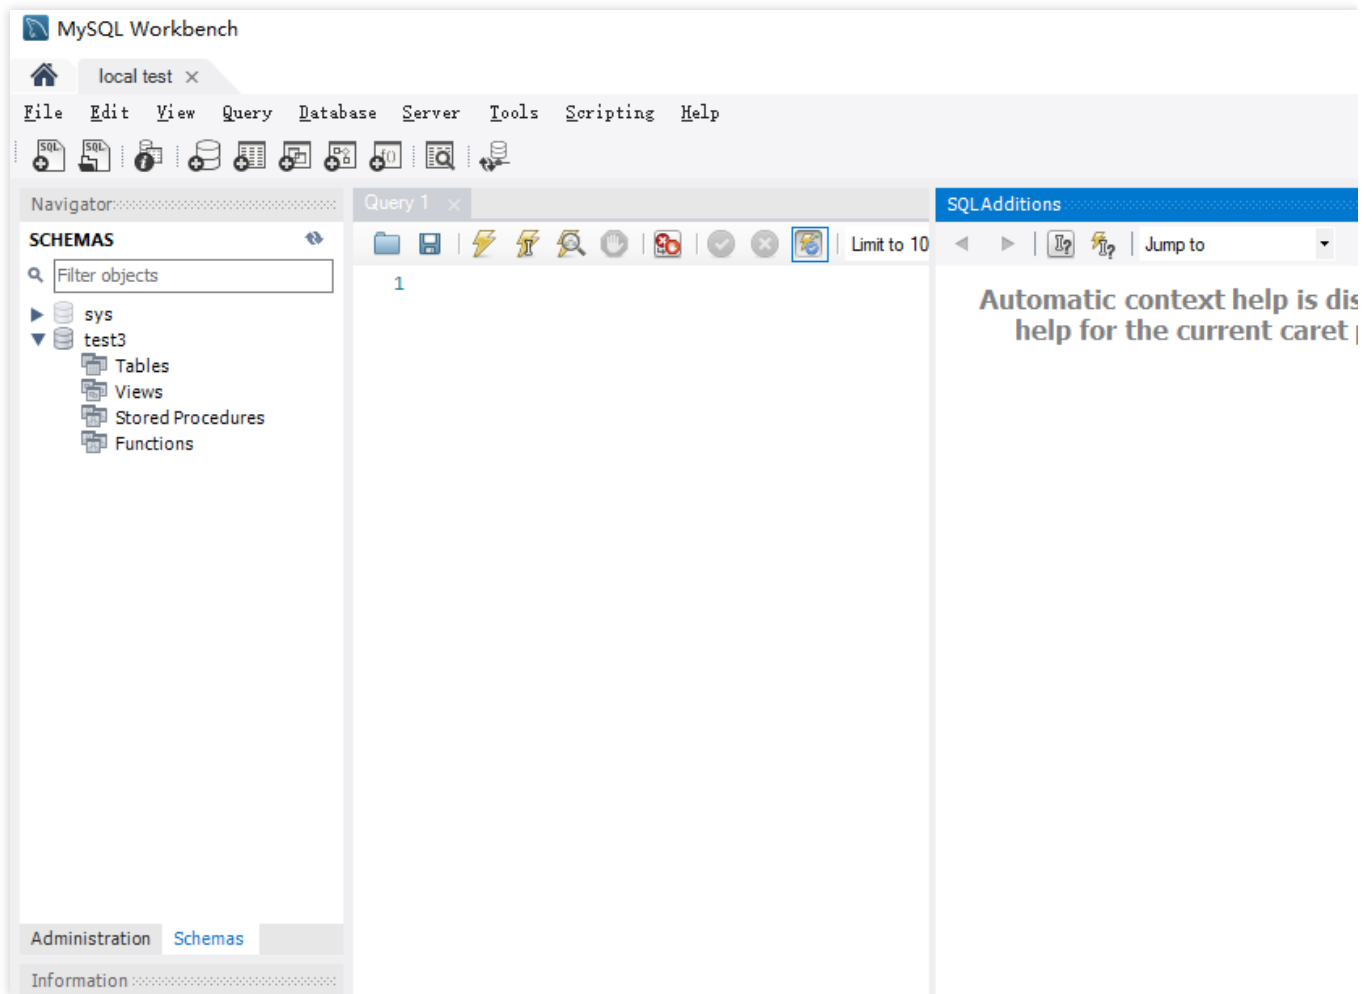 MySQL Workbench
local test
File Edit View Query Database Server Tools Scripting Help
Navigator
SCHEMAS
Filter objects
sys
test3
Tables
Views
Stored Procedures
Functions
Administration Schemas
Information
Query 1
Limit to 10
1
SQLAdditions
Jump to
Automatic context help is dis
help for the current caret